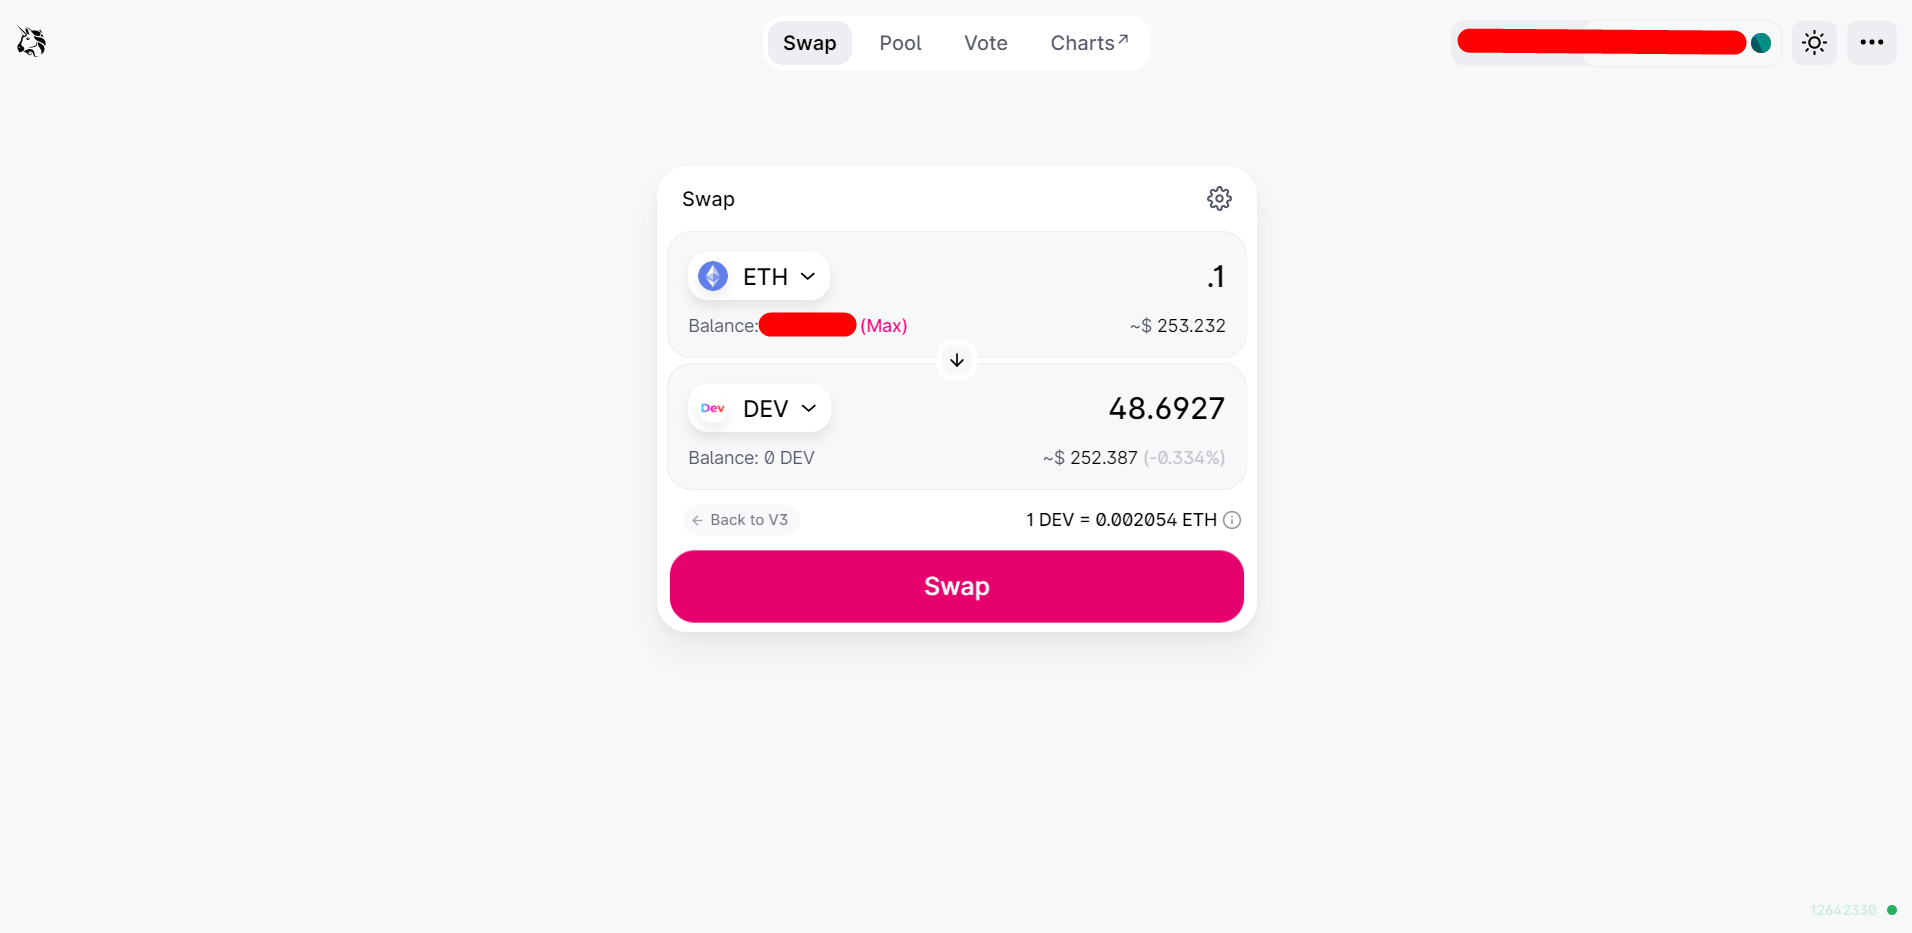 Swap Pool Vote Charts↗
Swap
ETH .1
Balance: (Max) ~$ 253.232
Dev DEV 48.6927
Balance: 0 DEV ~$ 252.387 (-0.334%)
← Back to V3 1 DEV = 0.002054 ETH
Swap
12642330